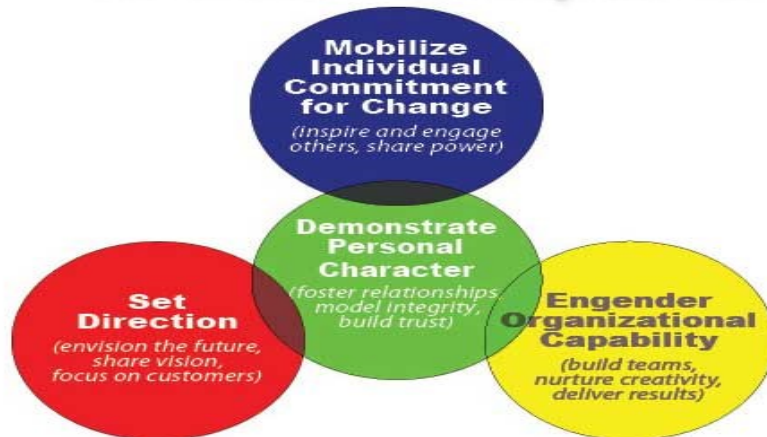 Mobilize
Individual
Commitment
for Change
(inspire and engage
others, share power)
Demonstrate
Personal
Character
(foster relationships,
model integrity,
build trust)
Set
Direction
(envision the future,
share vision,
focus on customers)
Engender
Organizational
Capability
(build teams,
nurture creativity,
deliver results)